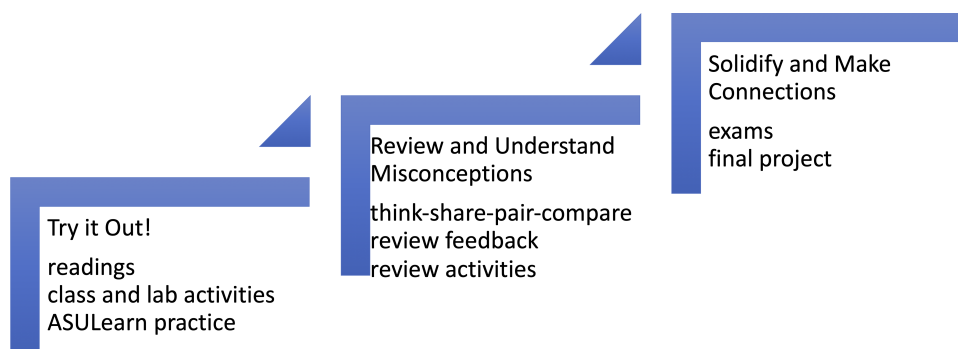 Try it Out!
readings
class and lab activities
ASULearn practice
Review and Understand
Misconceptions
think-share-pair-compare
review feedback
review activities
Solidify and Make
Connections
exams
final project